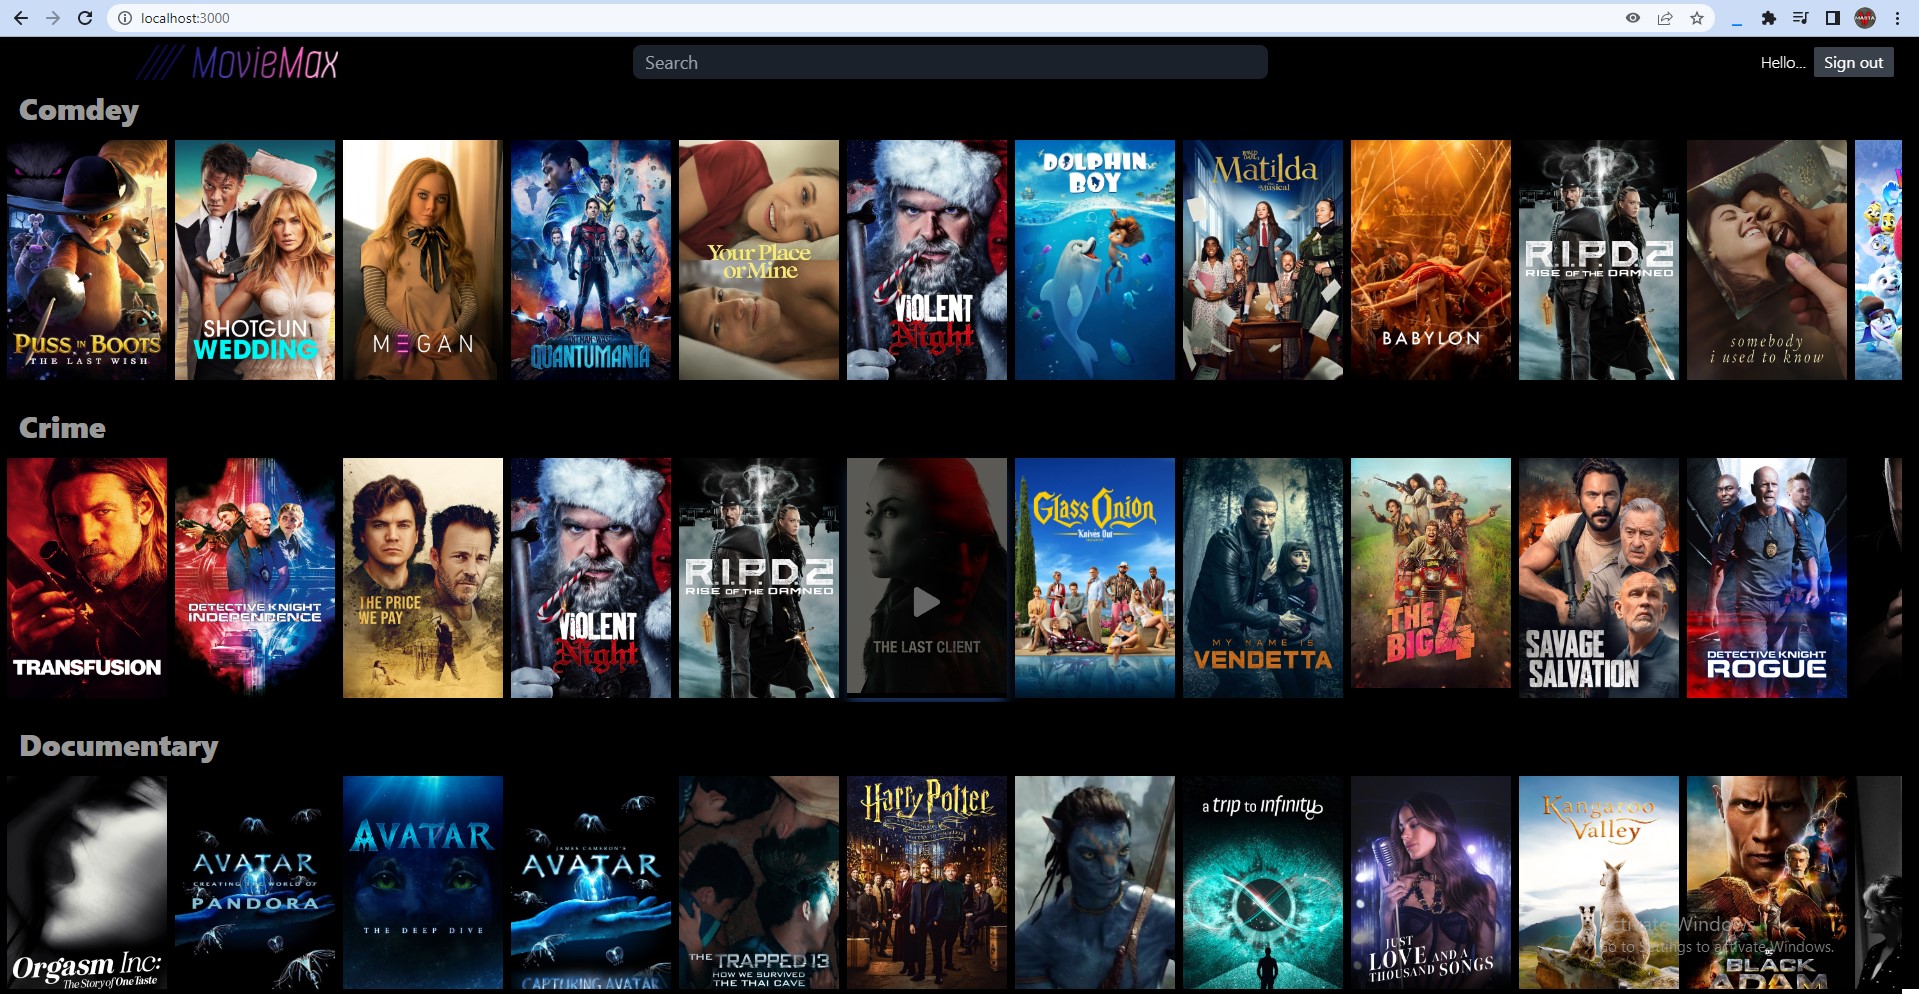 localhost:3000
MovieMax
Search
Hello...
Sign out
Comdey
PUSS IN BOOTS
THE LAST WISH
SHOTGUN
WEDDING
MEGAN
QUANTUMANIA
Your Place
or Mine
VIOLENT
Night
DOLPHIN
BOY
Matilda
The Musical
BABYLON
R.I.P.D. 2
RISE OF THE DAMNED
somebody
i used to know
Crime
TRANSFUSION
DETECTIVE KNIGHT
INDEPENDENCE
THE PRICE
WE PAY
VIOLENT
Night
R.I.P.D. 2
RISE OF THE DAMNED
THE LAST CLIENT
Glass Onion
Knives Out
MY NAME IS
VENDETTA
THE
BIG 4
SAVAGE
SALVATION
DETECTIVE KNIGHT
ROGUE
Documentary
Orgasm Inc:
The Story of One Taste
AVATAR
CREATING THE WORLD OF
PANDORA
AVATAR
THE DEEP DIVE
JAMES CAMERON'S
AVATAR
CAPTURING AVATAR
THE TRAPPED 13
HOW WE SURVIVED
THE THAI CAVE
Harry Potter
a trip to infinity
JUST
LOVE AND A
THOUSAND SONGS
Kangaroo
Valley
BLACK
ADAM
Activate Windows
Go to Settings to activate Windows.